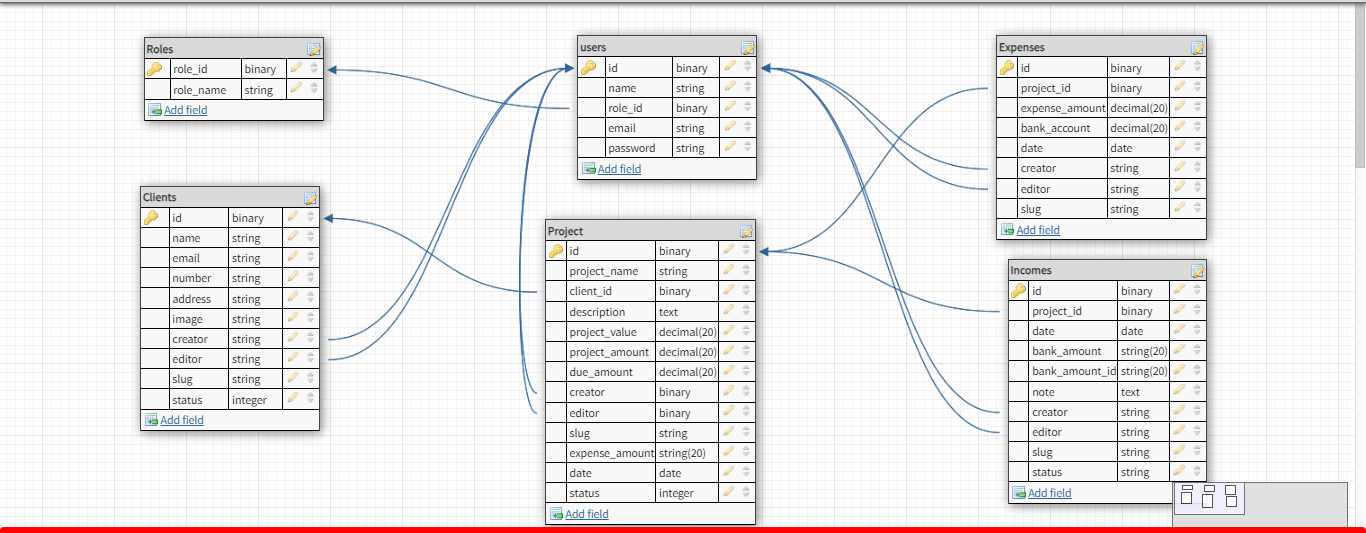 Roles
role_id binary
role_name string
Add field
users
id binary
name string
role_id binary
email string
password string
Add field
Expenses
id binary
project_id binary
expense_amount decimal(20)
bank_account decimal(20)
date date
creator string
editor string
slug string
Add field
Clients
id binary
name string
email string
number string
address string
image string
creator string
editor string
slug string
status integer
Add field
Project
id binary
project_name string
client_id binary
description text
project_value decimal(20)
project_amount decimal(20)
due_amount decimal(20)
creator binary
editor binary
slug string
expense_amount string(20)
date date
status integer
Add field
Incomes
id binary
project_id binary
date date
bank_amount string(20)
bank_amount_id string(20)
note text
creator string
editor string
slug string
status string
Add field